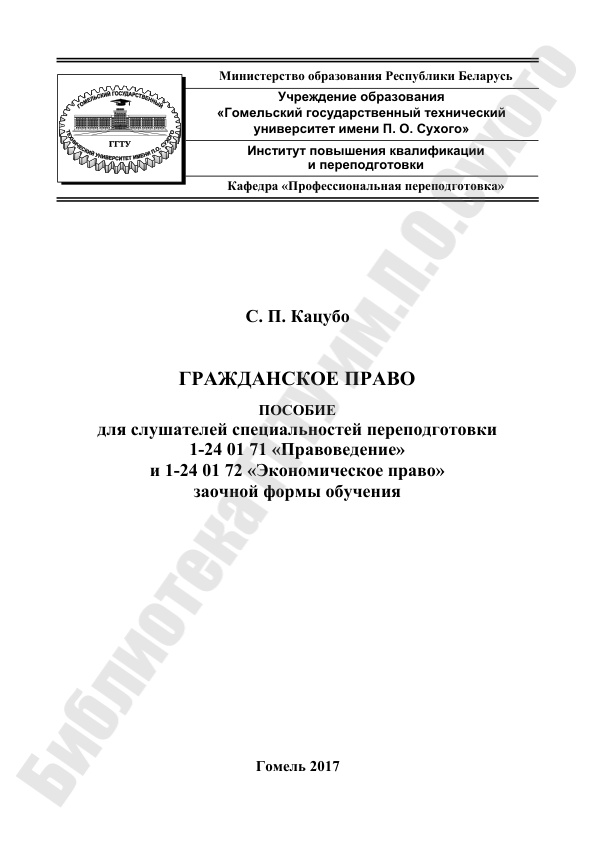 Министерство образования Республики Беларусь
Учреждение образования
«Гомельский государственный технический
университет имени П. О. Сухого»
Институт повышения квалификации
и переподготовки
Кафедра «Профессиональная переподготовка»
ГОМЕЛЬСКИЙ ГОСУДАРСТВЕННЫЙ
ТЕХНИЧЕСКИЙ УНИВЕРСИТЕТ ИМЕНИ П.О. СУХОГО
ГГТУ
С. П. Кацубо
ГРАЖДАНСКОЕ ПРАВО
ПОСОБИЕ
для слушателей специальностей переподготовки
1-24 01 71 «Правоведение»
и 1-24 01 72 «Экономическое право»
заочной формы обучения
Гомель 2017
Библиотека ГГТУ им.П.О.Сухого